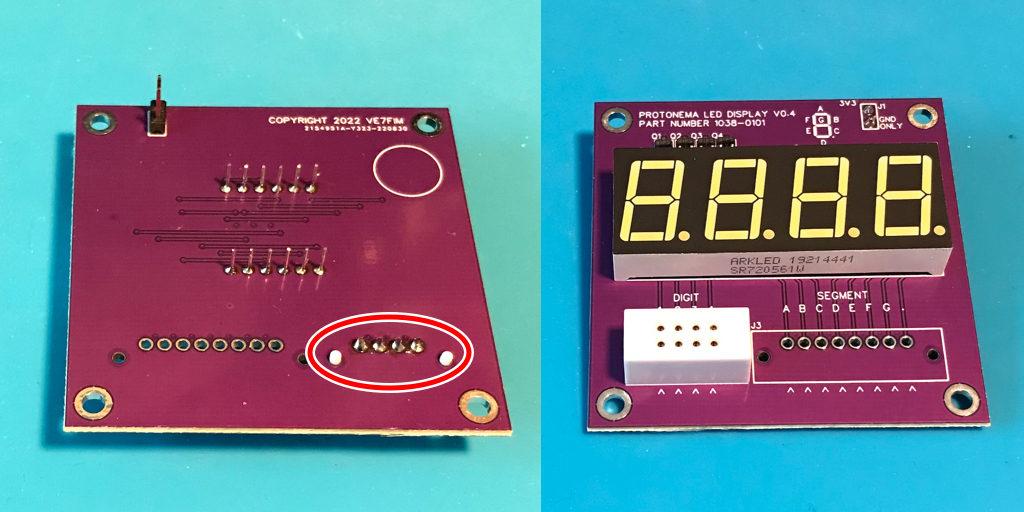 COPYRIGHT 2022 VE7FIM
2154951A-Y323-220830
PROTONEMA LED DISPLAY V0.4
PART NUMBER 1038-0101
Q1 Q2 Q3 Q4
A
F G B
E C
D
3V3
J1
GND
ONLY
ARKLED 19214441
SR720561W
DIGIT
SEGMENT
A B C D E F G
J3